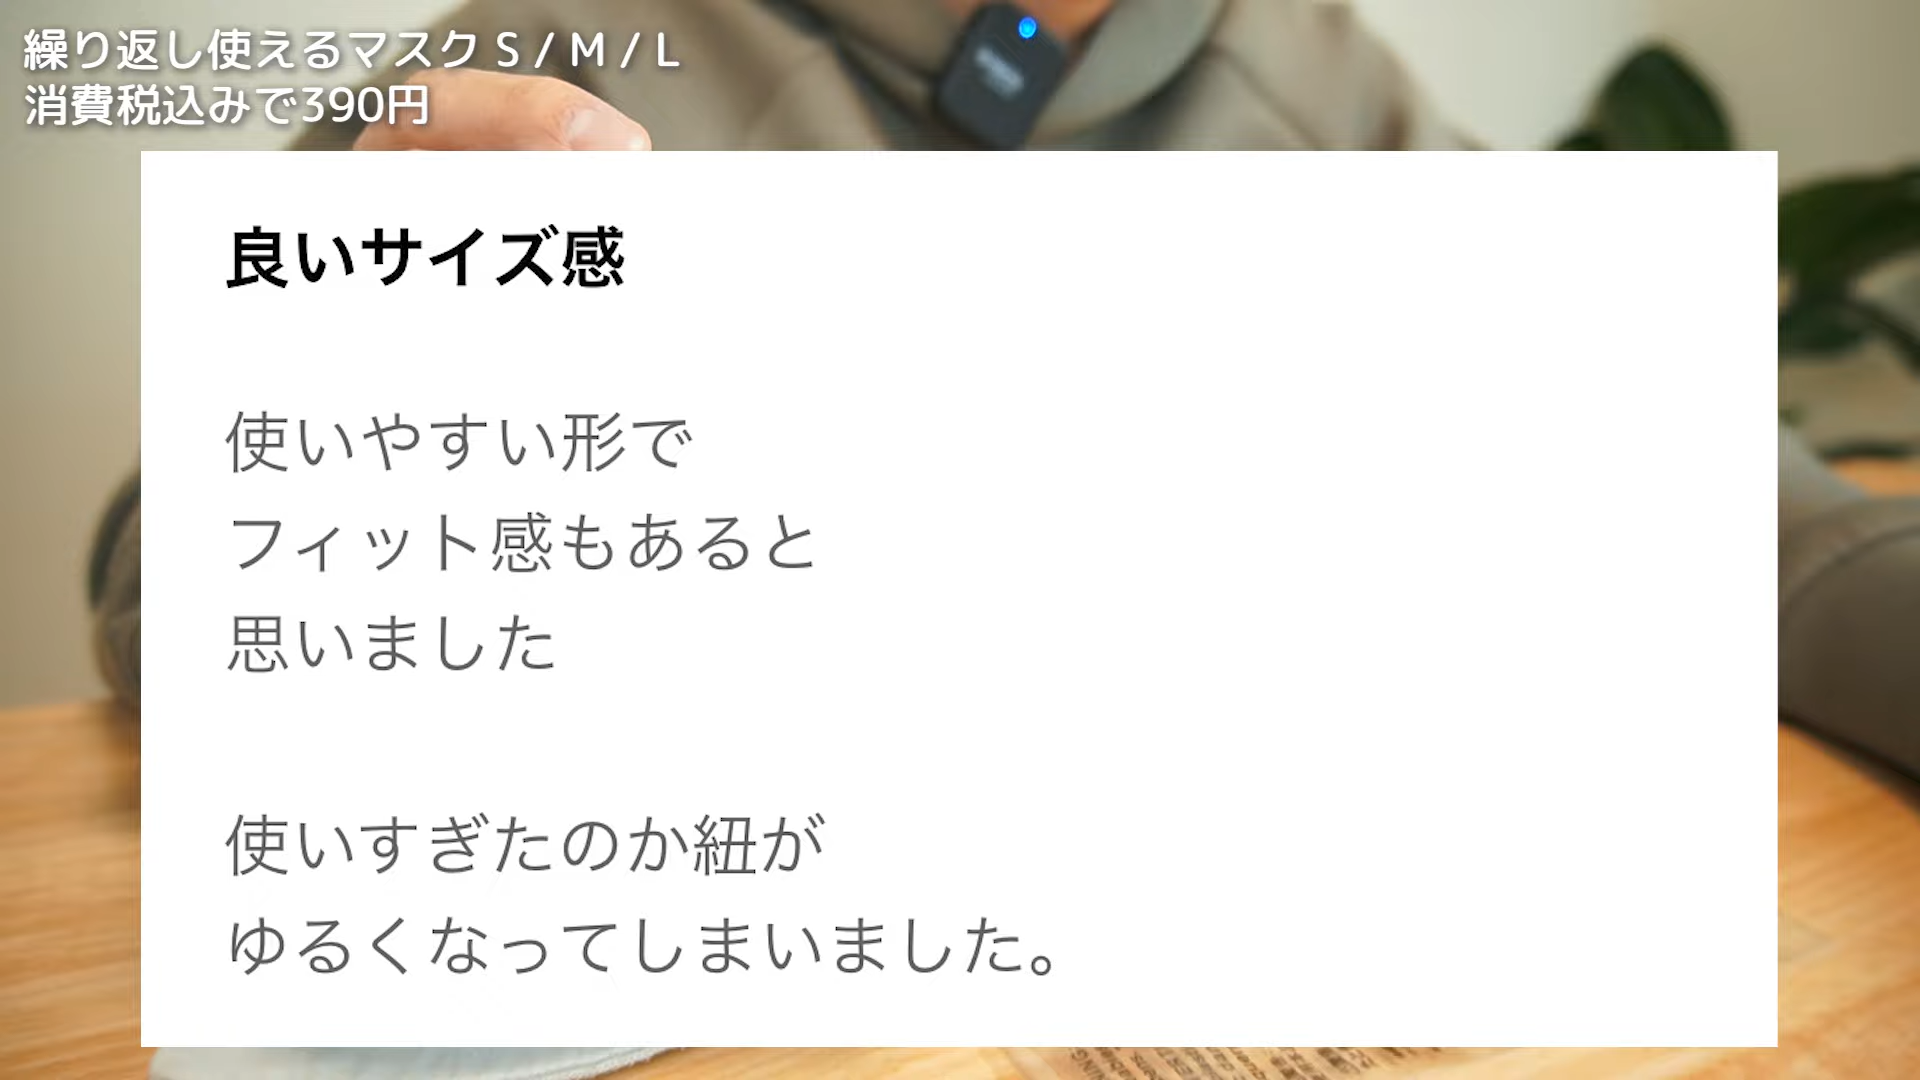 繰り返し使えるマスク S / M / L
消費税込みで390円
良いサイズ感
使いやすい形で
フィット感もあると
思いました
使いすぎたのか紐が
ゆるくなってしまいました。